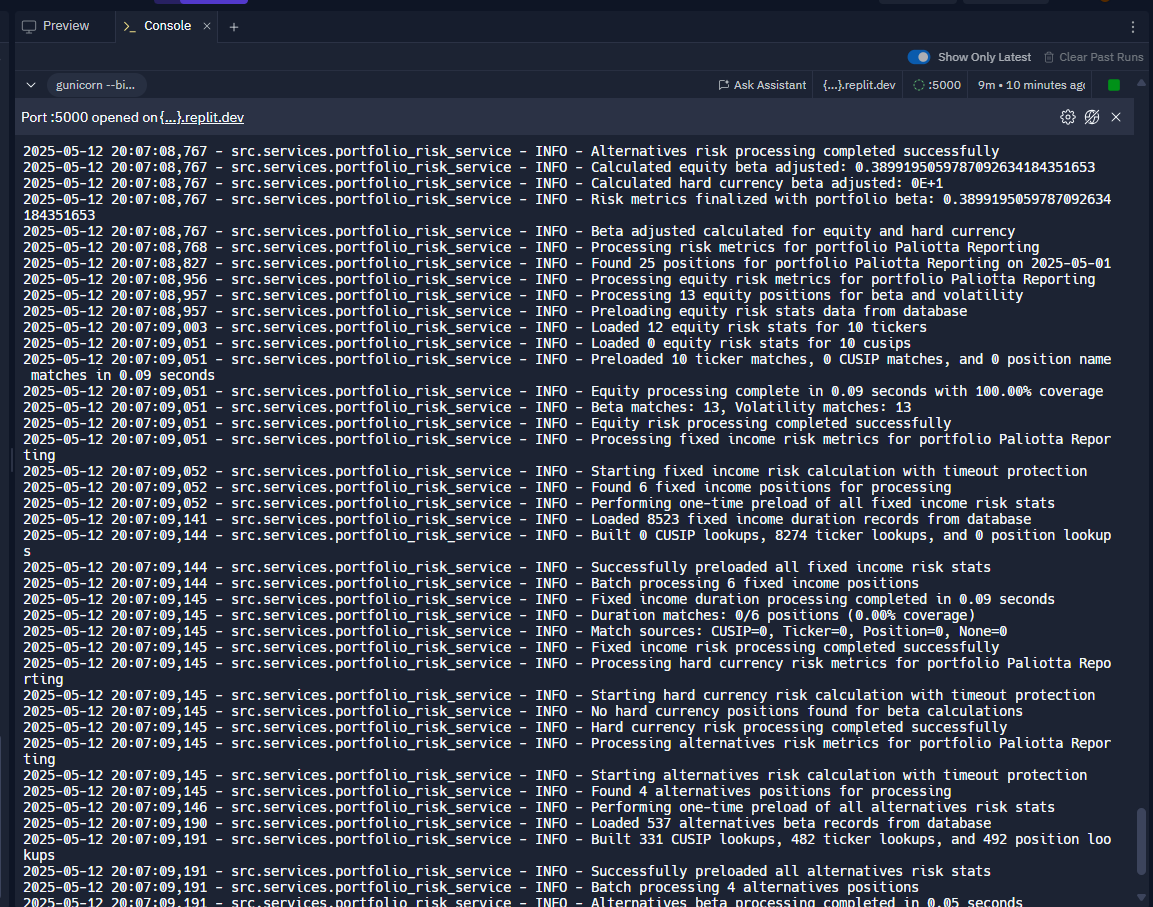 Preview
Console
Show Only Latest
Clear Past Runs
gunicorn --bi...
Ask Assistant
{...}.replit.dev
:5000
9m • 10 minutes ago
Port :5000 opened on {...}.replit.dev
2025-05-12 20:07:08,767 - src.services.portfolio_risk_service - INFO - Alternatives risk processing completed successfully
2025-05-12 20:07:08,767 - src.services.portfolio_risk_service - INFO - Calculated equity beta adjusted: 0.3899195059787092634184351653
2025-05-12 20:07:08,767 - src.services.portfolio_risk_service - INFO - Calculated hard currency beta adjusted: 0E+1
2025-05-12 20:07:08,767 - src.services.portfolio_risk_service - INFO - Risk metrics finalized with portfolio beta: 0.3899195059787092634
184351653
2025-05-12 20:07:08,767 - src.services.portfolio_risk_service - INFO - Beta adjusted calculated for equity and hard currency
2025-05-12 20:07:08,768 - src.services.portfolio_risk_service - INFO - Processing risk metrics for portfolio Paliotta Reporting
2025-05-12 20:07:08,827 - src.services.portfolio_risk_service - INFO - Found 25 positions for portfolio Paliotta Reporting on 2025-05-01
2025-05-12 20:07:08,956 - src.services.portfolio_risk_service - INFO - Processing equity risk metrics for portfolio Paliotta Reporting
2025-05-12 20:07:08,957 - src.services.portfolio_risk_service - INFO - Processing 13 equity positions for beta and volatility
2025-05-12 20:07:08,957 - src.services.portfolio_risk_service - INFO - Preloading equity risk stats data from database
2025-05-12 20:07:09,003 - src.services.portfolio_risk_service - INFO - Loaded 12 equity risk stats for 10 tickers
2025-05-12 20:07:09,051 - src.services.portfolio_risk_service - INFO - Loaded 0 equity risk stats for 10 cusips
2025-05-12 20:07:09,051 - src.services.portfolio_risk_service - INFO - Preloaded 10 ticker matches, 0 CUSIP matches, and 0 position name
matches in 0.09 seconds
2025-05-12 20:07:09,051 - src.services.portfolio_risk_service - INFO - Equity processing complete in 0.09 seconds with 100.00% coverage
2025-05-12 20:07:09,051 - src.services.portfolio_risk_service - INFO - Beta matches: 13, Volatility matches: 13
2025-05-12 20:07:09,051 - src.services.portfolio_risk_service - INFO - Equity risk processing completed successfully
2025-05-12 20:07:09,051 - src.services.portfolio_risk_service - INFO - Processing fixed income risk metrics for portfolio Paliotta Repor
ting
2025-05-12 20:07:09,052 - src.services.portfolio_risk_service - INFO - Starting fixed income risk calculation with timeout protection
2025-05-12 20:07:09,052 - src.services.portfolio_risk_service - INFO - Found 6 fixed income positions for processing
2025-05-12 20:07:09,052 - src.services.portfolio_risk_service - INFO - Performing one-time preload of all fixed income risk stats
2025-05-12 20:07:09,141 - src.services.portfolio_risk_service - INFO - Loaded 8523 fixed income duration records from database
2025-05-12 20:07:09,144 - src.services.portfolio_risk_service - INFO - Built 0 CUSIP lookups, 8274 ticker lookups, and 0 position lookup
s
2025-05-12 20:07:09,144 - src.services.portfolio_risk_service - INFO - Successfully preloaded all fixed income risk stats
2025-05-12 20:07:09,144 - src.services.portfolio_risk_service - INFO - Batch processing 6 fixed income positions
2025-05-12 20:07:09,145 - src.services.portfolio_risk_service - INFO - Fixed income duration processing completed in 0.09 seconds
2025-05-12 20:07:09,145 - src.services.portfolio_risk_service - INFO - Duration matches: 0/6 positions (0.00% coverage)
2025-05-12 20:07:09,145 - src.services.portfolio_risk_service - INFO - Match sources: CUSIP=0, Ticker=0, Position=0, None=0
2025-05-12 20:07:09,145 - src.services.portfolio_risk_service - INFO - Fixed income risk processing completed successfully
2025-05-12 20:07:09,145 - src.services.portfolio_risk_service - INFO - Processing hard currency risk metrics for portfolio Paliotta Repo
rting
2025-05-12 20:07:09,145 - src.services.portfolio_risk_service - INFO - Starting hard currency risk calculation with timeout protection
2025-05-12 20:07:09,145 - src.services.portfolio_risk_service - INFO - No hard currency positions found for beta calculations
2025-05-12 20:07:09,145 - src.services.portfolio_risk_service - INFO - Hard currency risk processing completed successfully
2025-05-12 20:07:09,145 - src.services.portfolio_risk_service - INFO - Processing alternatives risk metrics for portfolio Paliotta Repor
ting
2025-05-12 20:07:09,145 - src.services.portfolio_risk_service - INFO - Starting alternatives risk calculation with timeout protection
2025-05-12 20:07:09,145 - src.services.portfolio_risk_service - INFO - Found 4 alternatives positions for processing
2025-05-12 20:07:09,146 - src.services.portfolio_risk_service - INFO - Performing one-time preload of all alternatives risk stats
2025-05-12 20:07:09,190 - src.services.portfolio_risk_service - INFO - Loaded 537 alternatives beta records from database
2025-05-12 20:07:09,191 - src.services.portfolio_risk_service - INFO - Built 331 CUSIP lookups, 482 ticker lookups, and 492 position loo
kups
2025-05-12 20:07:09,191 - src.services.portfolio_risk_service - INFO - Successfully preloaded all alternatives risk stats
2025-05-12 20:07:09,191 - src.services.portfolio_risk_service - INFO - Batch processing 4 alternatives positions
2025-05-12 20:07:09,191 - src.services.portfolio_risk_service - INFO - Alternatives beta processing completed in 0.05 seconds